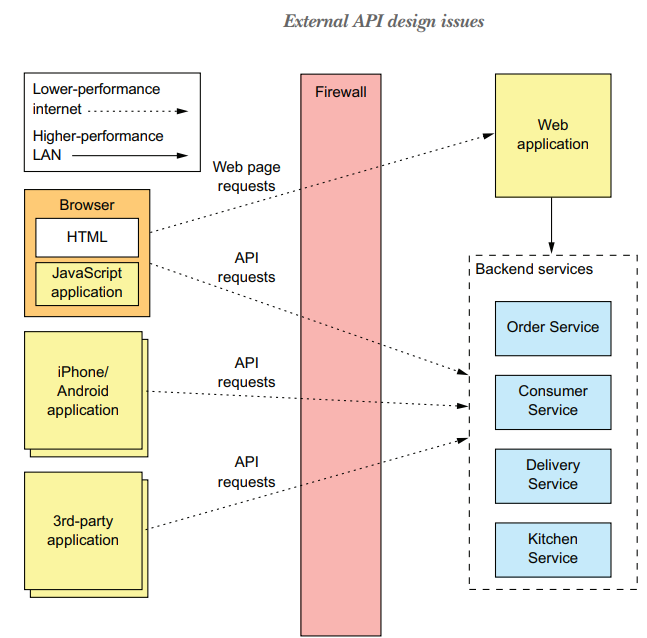 External API design issues
Lower-performance
internet
Higher-performance
LAN
Firewall
Web
application
Web page
requests
Browser
HTML
JavaScript
application
API
requests
Backend services
Order Service
iPhone/
Android
application
API
requests
Consumer
Service
3rd-party
application
API
requests
Delivery
Service
Kitchen
Service